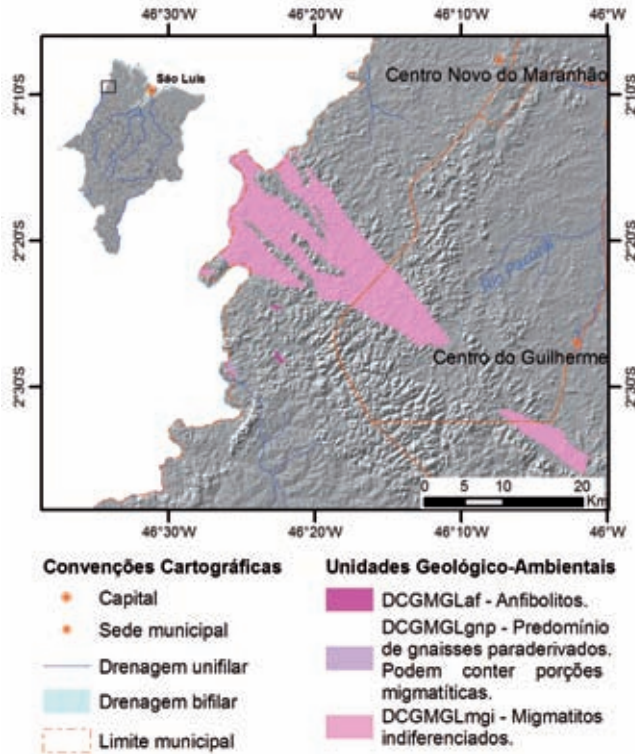 46°30'W
46°20'W
46°10'W
46°W
São Luís
Centro Novo do Maranhão
2°10'S
2°10'S
2°20'S
2°20'S
Rio Paruá
Centro do Guilherme
2°30'S
2°30'S
0
5
10
20
Km
46°30'W
46°20'W
46°10'W
46°W
Convenções Cartográficas
Capital
Sede municipal
Drenagem unifilar
Drenagem bifilar
Limite municipal
Unidades Geológico-Ambientais
DCGMGLaf - Anfibolitos.
DCGMGLgnp - Predomínio
de gnaisses paraderivados.
Podem conter porções
migmatíticas.
DCGMGLmgi - Migmatitos
indiferenciados.